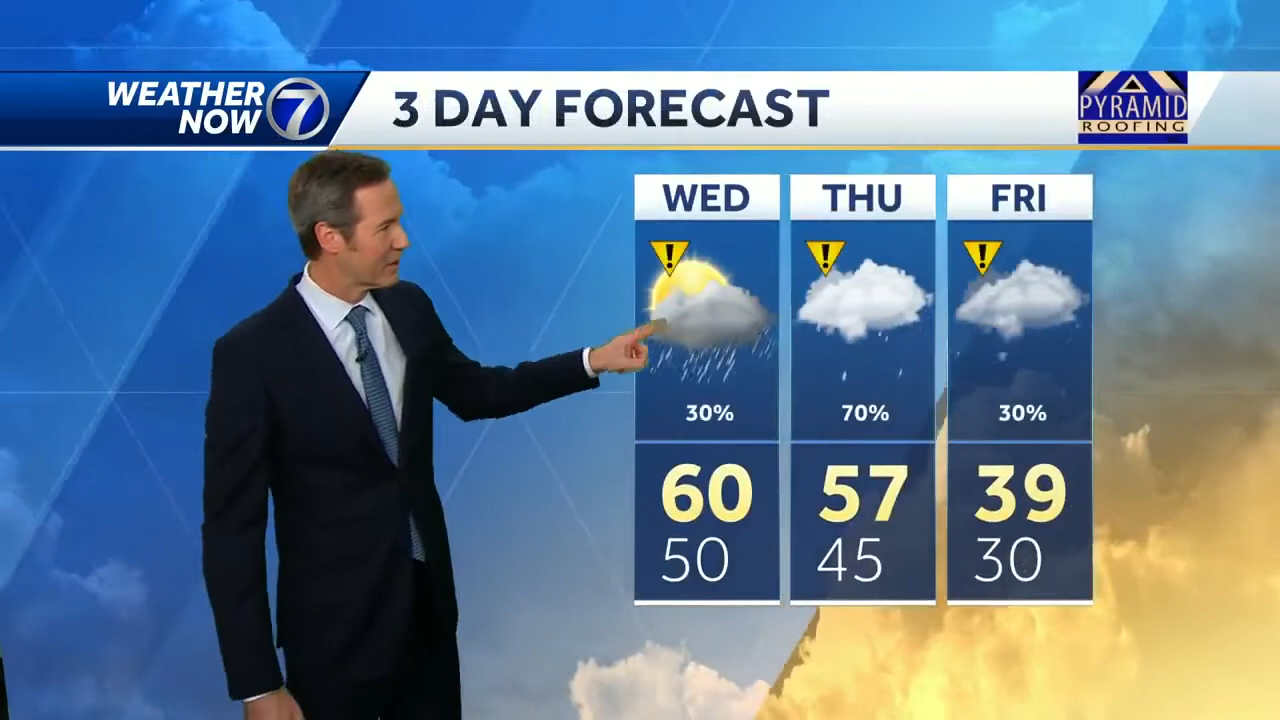 WEATHER
NOW
7
3 DAY FORECAST
PYRAMID
ROOFING
WED
THU
FRI
!
!
!
30%
70%
30%
60
57
39
50
45
30